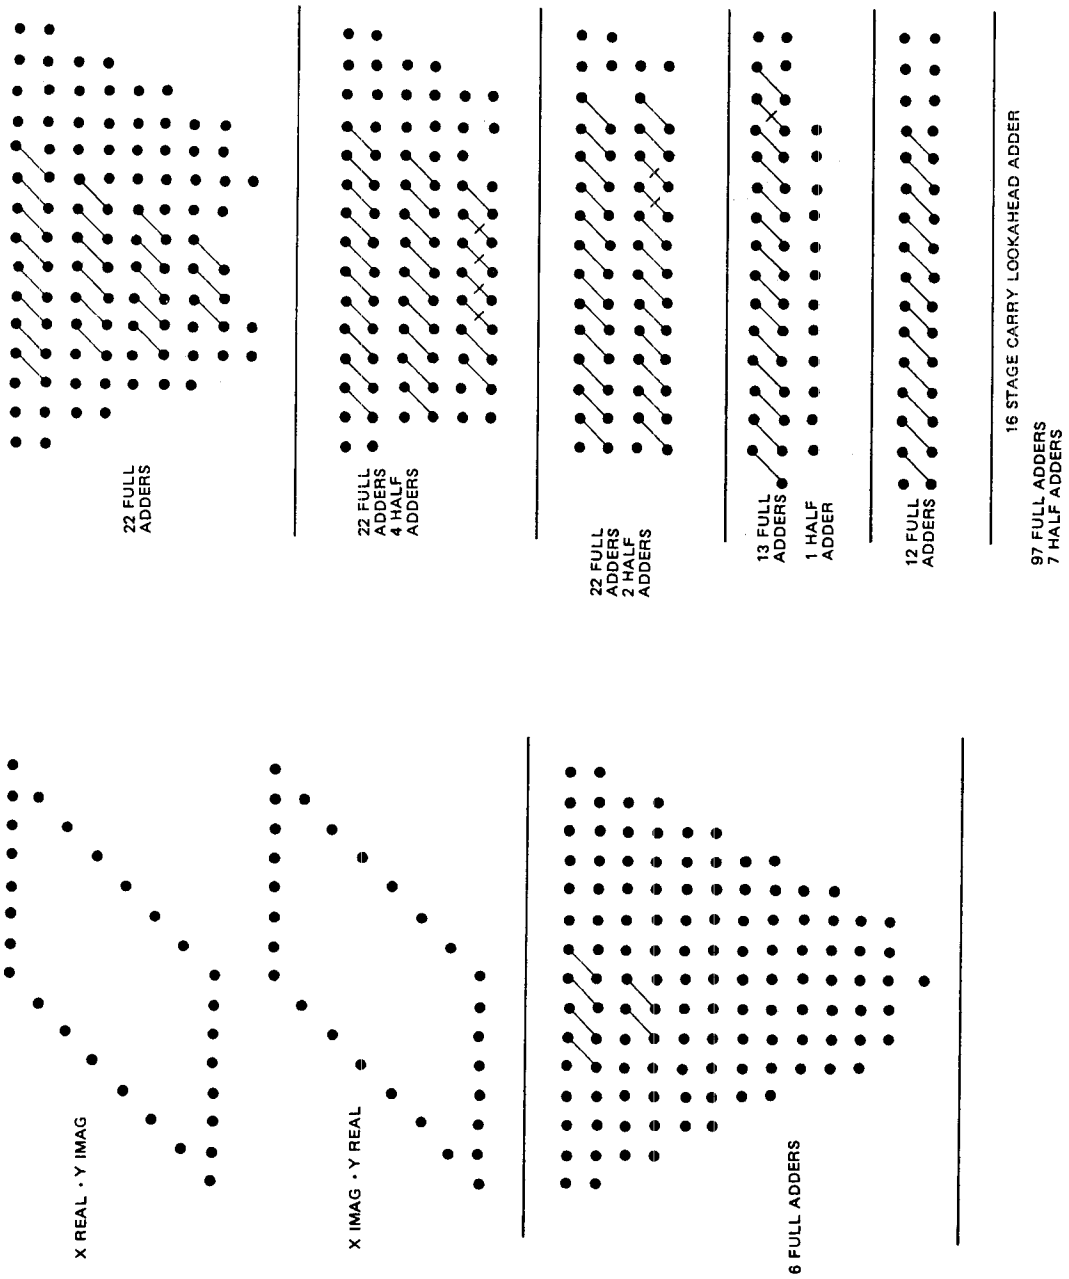 X REAL · Y IMAG
X IMAG · Y REAL
6 FULL ADDERS
22 FULL
ADDERS
22 FULL
ADDERS
4 HALF
ADDERS
22 FULL
ADDERS
2 HALF
ADDERS
13 FULL
ADDERS
1 HALF
ADDER
12 FULL
ADDERS
16 STAGE CARRY LOOKAHEAD ADDER
97 FULL ADDERS
7 HALF ADDERS